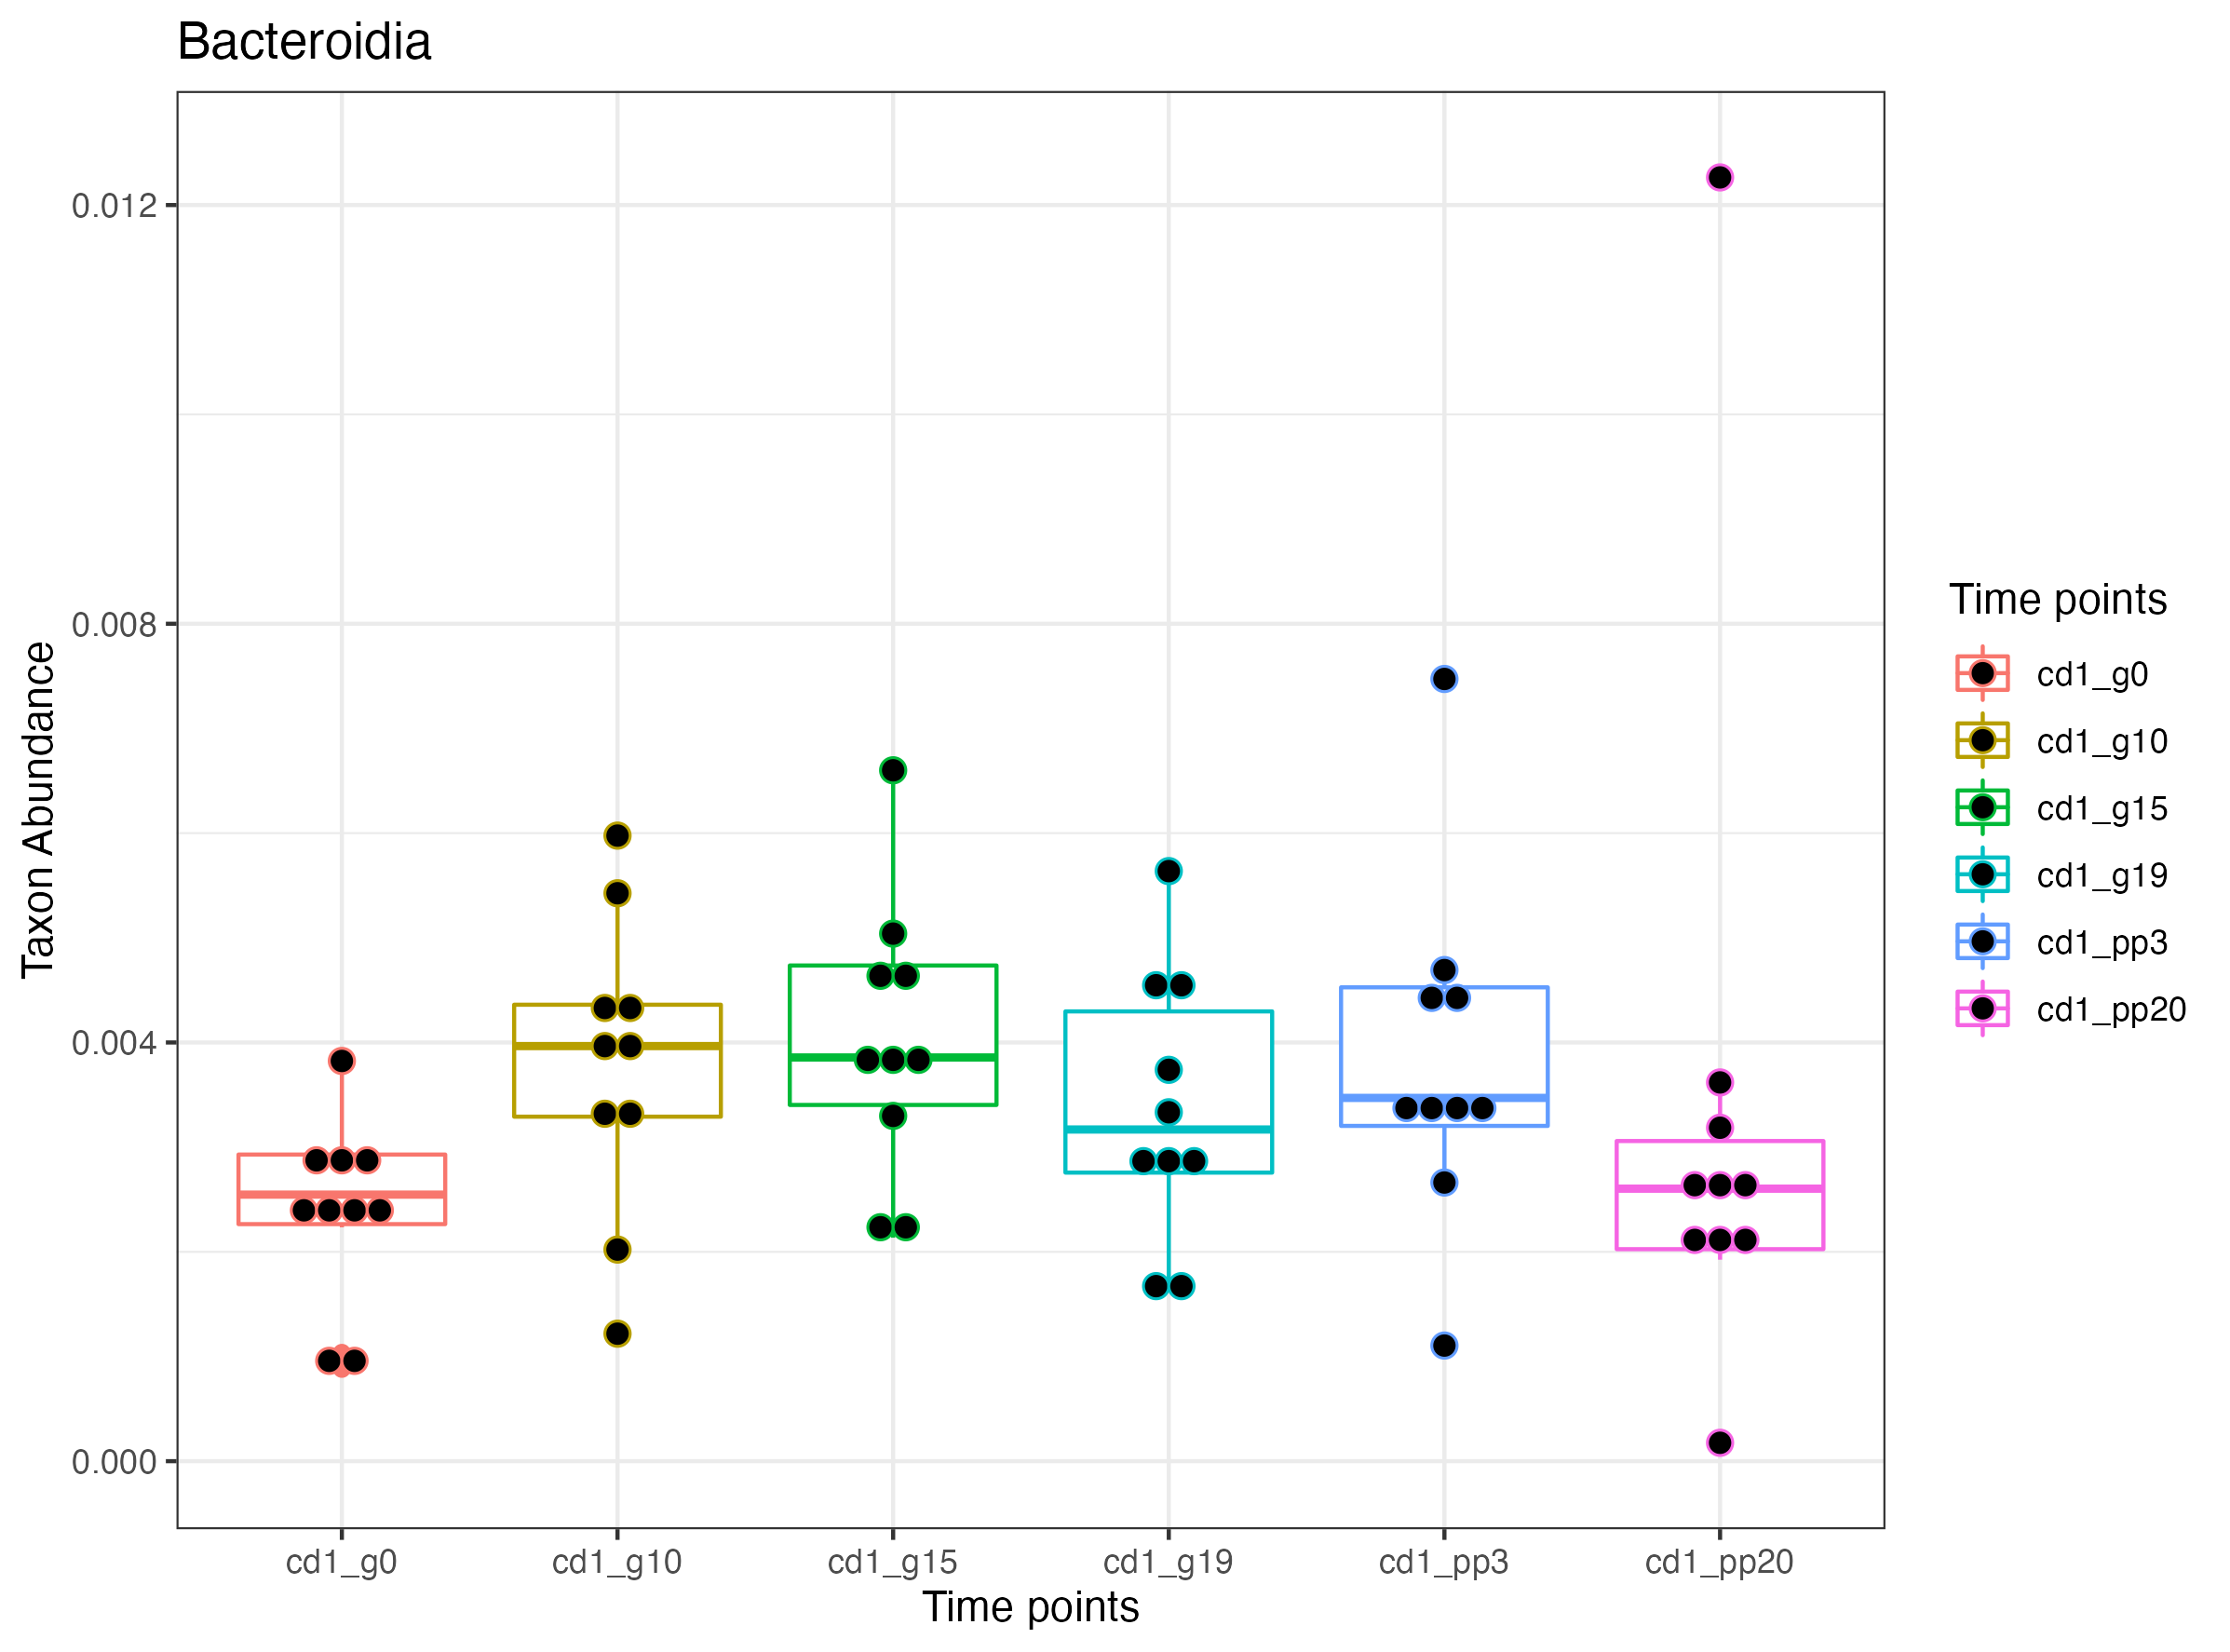 Bacteroidia
Taxon Abundance
0.012
0.008
0.004
0.000
cd1_g0 cd1_g10 cd1_g15 cd1_g19 cd1_pp3 cd1_pp20
Time points
Time points
cd1_g0
cd1_g10
cd1_g15
cd1_g19
cd1_pp3
cd1_pp20